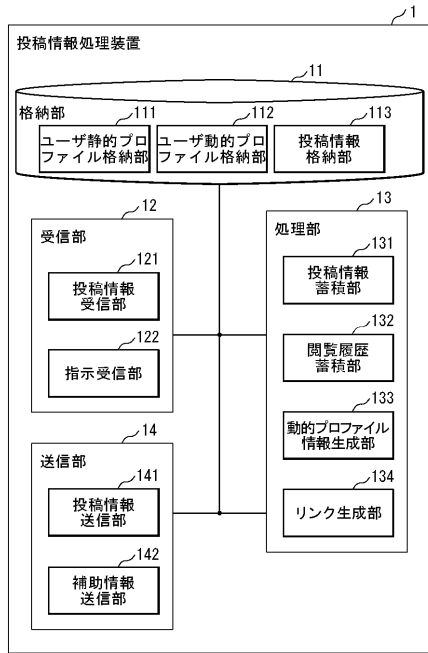 1
投稿情報処理装置
11
格納部
111
ユーザ静的プロ
ファイル格納部
112
ユーザ動的プロ
ファイル格納部
113
投稿情報
格納部
12
受信部
121
投稿情報
受信部
122
指示受信部
13
処理部
131
投稿情報
蓄積部
132
閲覧履歴
蓄積部
133
動的プロファイル
情報生成部
134
リンク生成部
14
送信部
141
投稿情報
送信部
142
補助情報
送信部